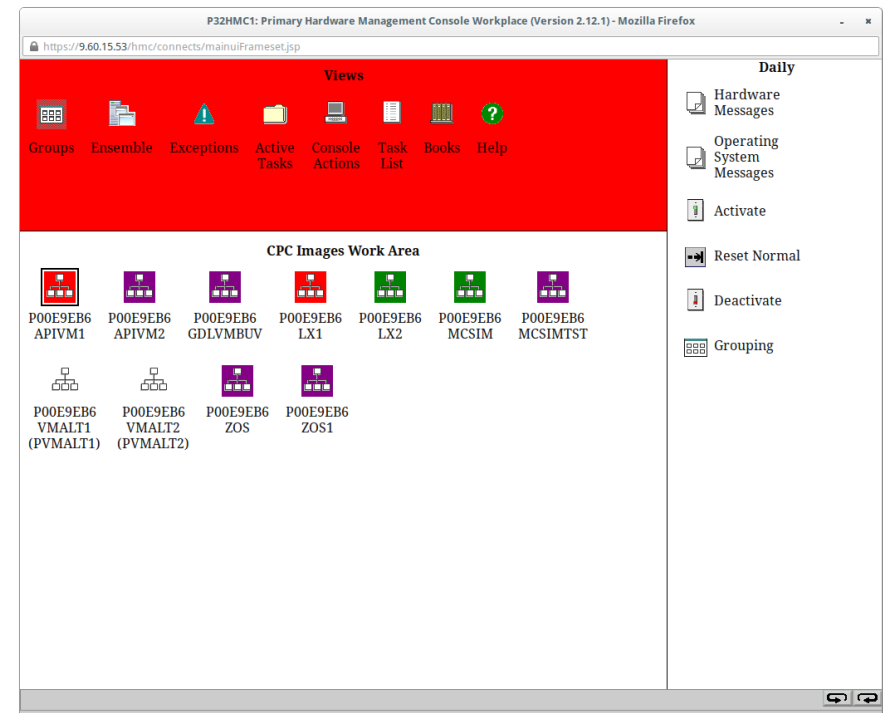 P32HMC1: Primary Hardware Management Console Workplace (Version 2.12.1) - Mozilla Firefox
https://9.60.15.53/hmc/connects/mainuiFrameset.jsp
Views
Groups
Ensemble
Exceptions
Active
Tasks
Console
Actions
Task
List
Books
Help
CPC Images Work Area
P00E9EB6
APIVM1
P00E9EB6
APIVM2
P00E9EB6
GDLVMBUV
P00E9EB6
LX1
P00E9EB6
LX2
P00E9EB6
MCSIM
P00E9EB6
MCSIMTST
P00E9EB6
VMALT1
(PVMALT1)
P00E9EB6
VMALT2
(PVMALT2)
P00E9EB6
ZOS
P00E9EB6
ZOS1
Daily
Hardware
Messages
Operating
System
Messages
Activate
Reset Normal
Deactivate
Grouping